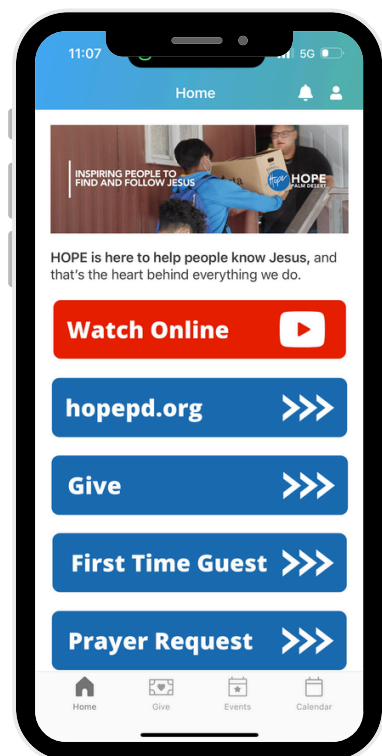 11:07
5G
Home
INSPIRING PEOPLE TO
FIND AND FOLLOW JESUS
Hope
HOPE
PALM DESERT
HOPE is here to help people know Jesus, and
that's the heart behind everything we do.
Watch Online
hopepd.org
Give
First Time Guest
Prayer Request
Home
Give
Events
Calendar